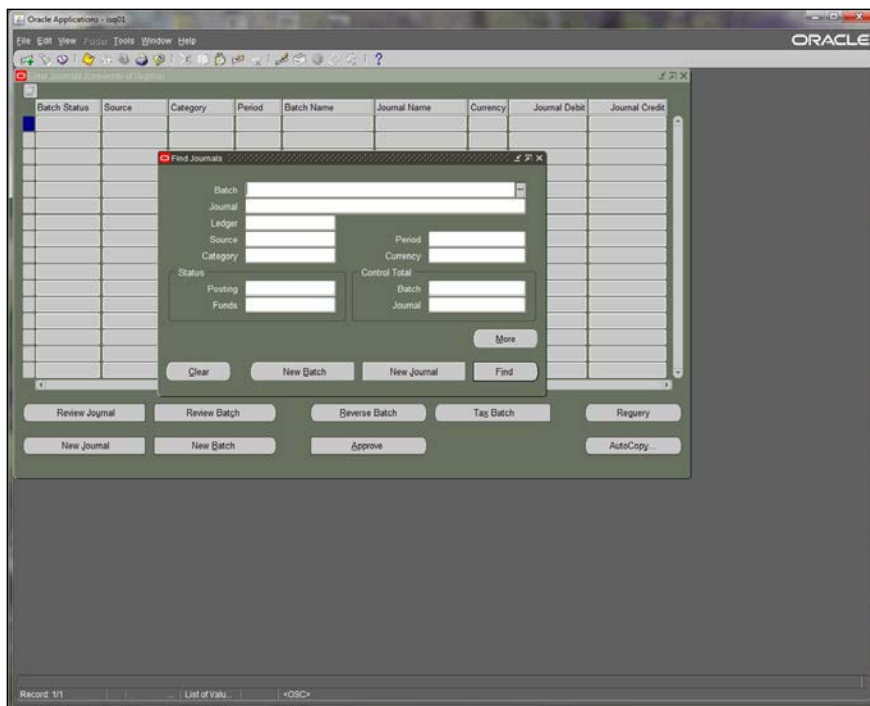 Oracle Applications - isq01
File Edit View Folder Tools Window Help
ORACLE
Batch Status Source Category Period Batch Name Journal Name Currency Journal Debit Journal Credit
Find Journals
Batch
Journal
Ledger
Source Period
Category Currency
Status Control Total
Posting Batch
Funds Journal
More
Clear New Batch New Journal Find
Review Journal Review Batch Reverse Batch Tax Batch Requery
New Journal New Batch Approve AutoCopy...
Record: 1/1 ... List of Valu... <OSC>